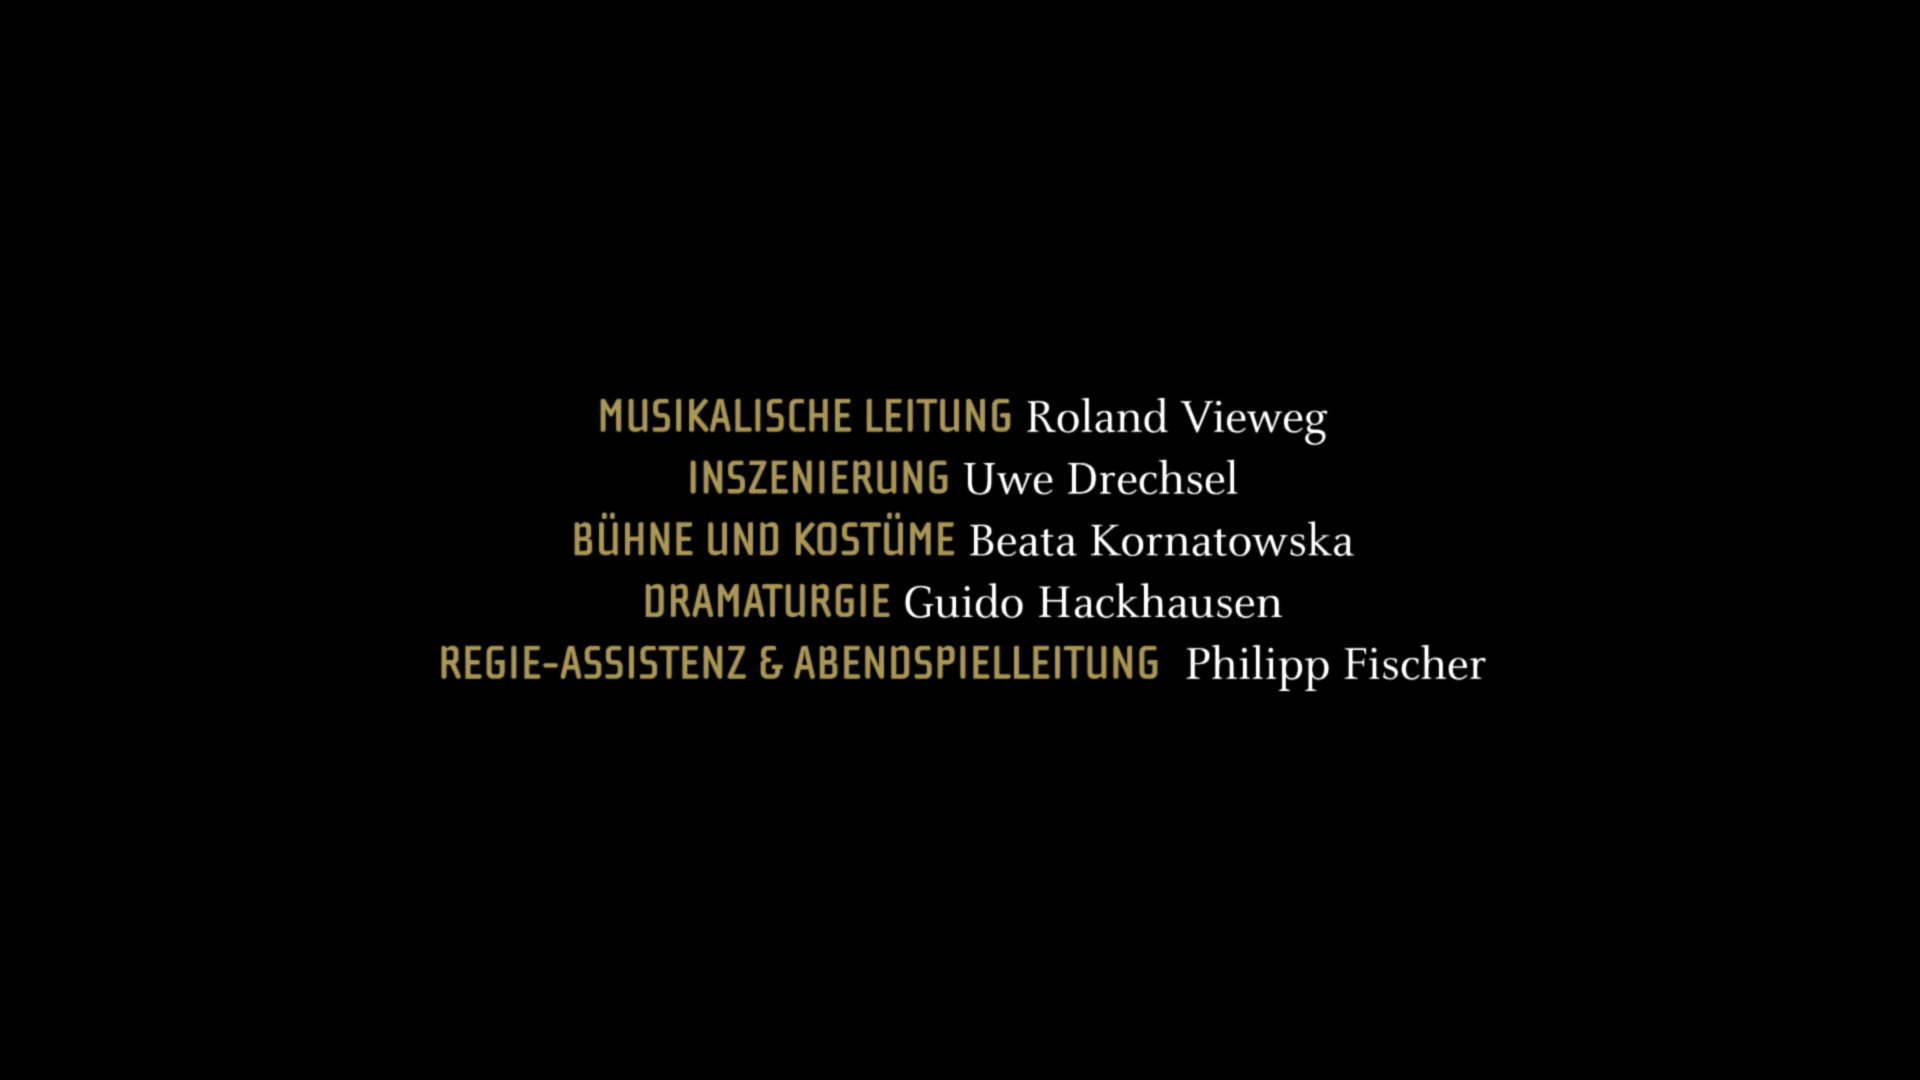 MUSIKALISCHE LEITUNG Roland Vieweg
INSZENIERUNG Uwe Drechsel
BÜHNE UND KOSTÜME Beata Kornatowska
DRAMATURGIE Guido Hackhausen
REGIE-ASSISTENZ & ABENDSPIELLEITUNG Philipp Fischer